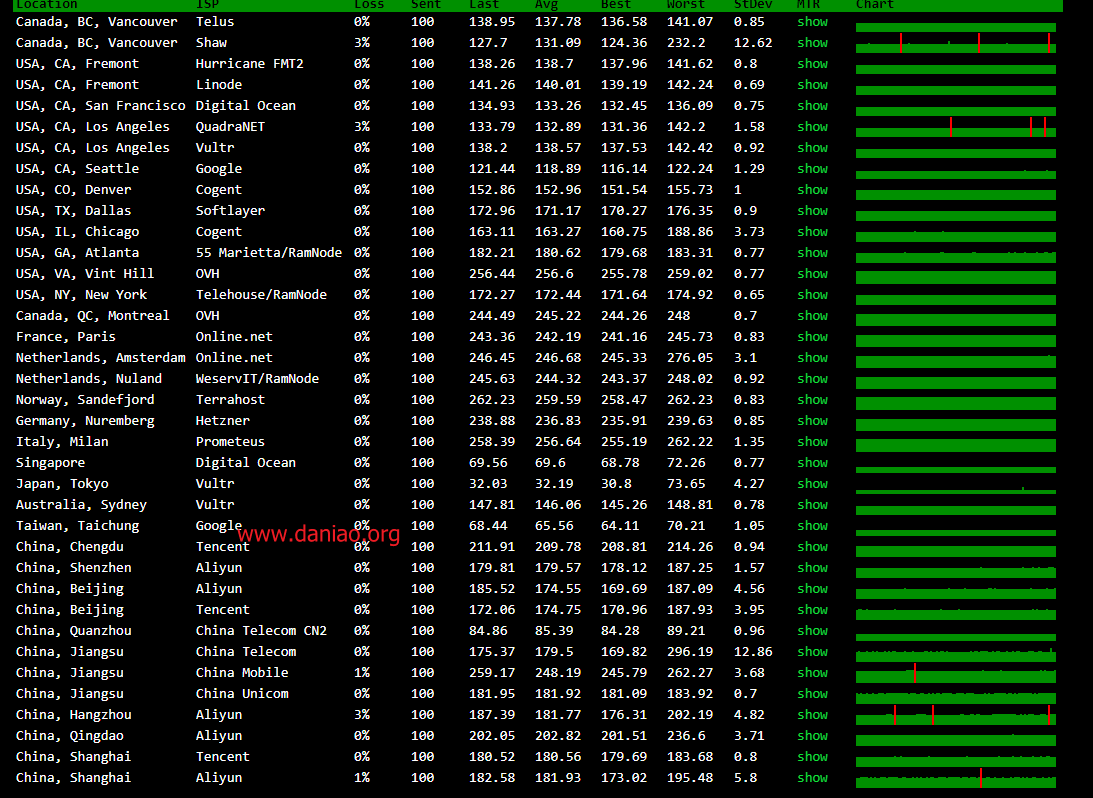 Location ISP Loss Sent Last Avg Best Worst StDev MTR Chart
Canada, BC, Vancouver Telus 0% 100 138.95 137.78 136.58 141.07 0.85 show
Canada, BC, Vancouver Shaw 3% 100 127.7 131.09 124.36 232.2 12.62 show
USA, CA, Fremont Hurricane FMT2 0% 100 138.26 138.7 137.96 141.62 0.8 show
USA, CA, Fremont Linode 0% 100 141.26 140.01 139.19 142.24 0.69 show
USA, CA, San Francisco Digital Ocean 0% 100 134.93 133.26 132.45 136.09 0.75 show
USA, CA, Los Angeles QuadraNET 3% 100 133.79 132.89 131.36 142.2 1.58 show
USA, CA, Los Angeles Vultr 0% 100 138.2 138.57 137.53 142.42 0.92 show
USA, CA, Seattle Google 0% 100 121.44 118.89 116.14 122.24 1.29 show
USA, CO, Denver Cogent 0% 100 152.86 152.96 151.54 155.73 1 show
USA, TX, Dallas Softlayer 0% 100 172.96 171.17 170.27 176.35 0.9 show
USA, IL, Chicago Cogent 0% 100 163.11 163.27 160.75 188.86 3.73 show
USA, GA, Atlanta 55 Marietta/RamNode 0% 100 182.21 180.62 179.68 183.31 0.77 show
USA, VA, Vint Hill OVH 0% 100 256.44 256.6 255.78 259.02 0.77 show
USA, NY, New York Telehouse/RamNode 0% 100 172.27 172.44 171.64 174.92 0.65 show
Canada, QC, Montreal OVH 0% 100 244.49 245.22 244.26 248 0.7 show
France, Paris Online.net 0% 100 243.36 242.19 241.16 245.73 0.83 show
Netherlands, Amsterdam Online.net 0% 100 246.45 246.68 245.33 276.05 3.1 show
Netherlands, Nuland WeservIT/RamNode 0% 100 245.63 244.32 243.37 248.02 0.92 show
Norway, Sandefjord Terrahost 0% 100 262.23 259.59 258.47 262.23 0.83 show
Germany, Nuremberg Hetzner 0% 100 238.88 236.83 235.91 239.63 0.85 show
Italy, Milan Prometeus 0% 100 258.39 256.64 255.19 262.22 1.35 show
Singapore Digital Ocean 0% 100 69.56 69.6 68.78 72.26 0.77 show
Japan, Tokyo Vultr 0% 100 32.03 32.19 30.8 73.65 4.27 show
Australia, Sydney Vultr 0% 100 147.81 146.06 145.26 148.81 0.78 show
Taiwan, Taichung Google 0% 100 68.44 65.56 64.11 70.21 1.05 show
www.daniao.org
China, Chengdu Tencent 0% 100 211.91 209.78 208.81 214.26 0.94 show
China, Shenzhen Aliyun 0% 100 179.81 179.57 178.12 187.25 1.57 show
China, Beijing Aliyun 0% 100 185.52 174.55 169.69 187.09 4.56 show
China, Beijing Tencent 0% 100 172.06 174.75 170.96 187.93 3.95 show
China, Quanzhou China Telecom CN2 0% 100 84.86 85.39 84.28 89.21 0.96 show
China, Jiangsu China Telecom 0% 100 175.37 179.5 169.82 296.19 12.86 show
China, Jiangsu China Mobile 1% 100 259.17 248.19 245.79 262.27 3.68 show
China, Jiangsu China Unicom 0% 100 181.95 181.92 181.09 183.92 0.7 show
China, Hangzhou Aliyun 3% 100 187.39 181.77 176.31 202.19 4.82 show
China, Qingdao Aliyun 0% 100 202.05 202.82 201.51 236.6 3.71 show
China, Shanghai Tencent 0% 100 180.52 180.56 179.69 183.68 0.8 show
China, Shanghai Aliyun 1% 100 182.58 181.93 173.02 195.48 5.8 show